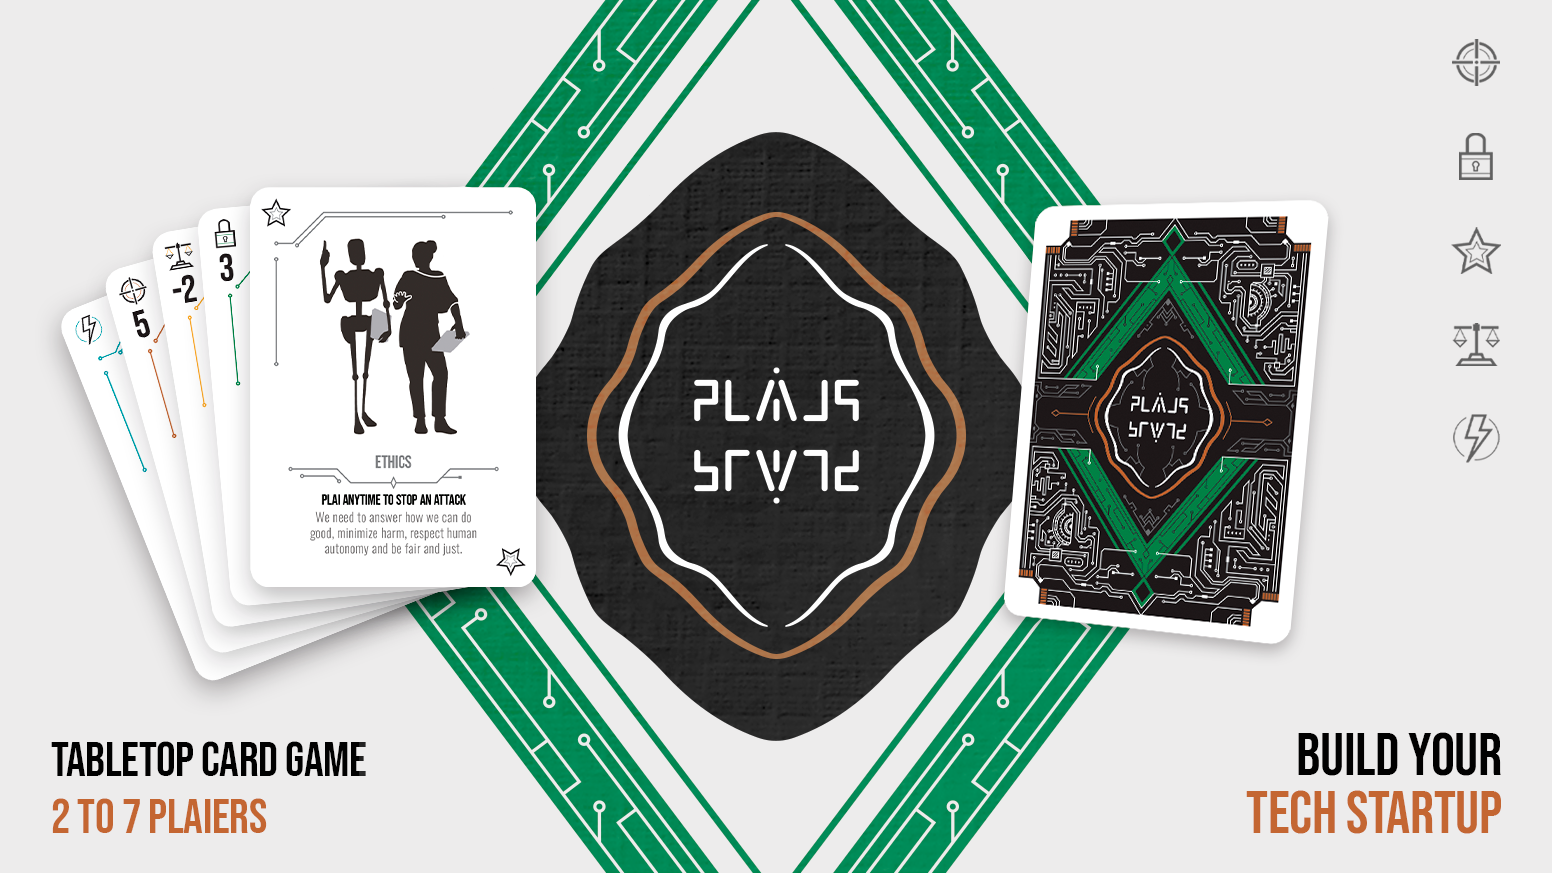 5
-2
3
ETHICS
PLAI ANYTIME TO STOP AN ATTACK
We need to answer how we can do
good, minimize harm, respect human
autonomy and be fair and just.
TABLETOP CARD GAME
2 TO 7 PLAIERS
BUILD YOUR
TECH STARTUP